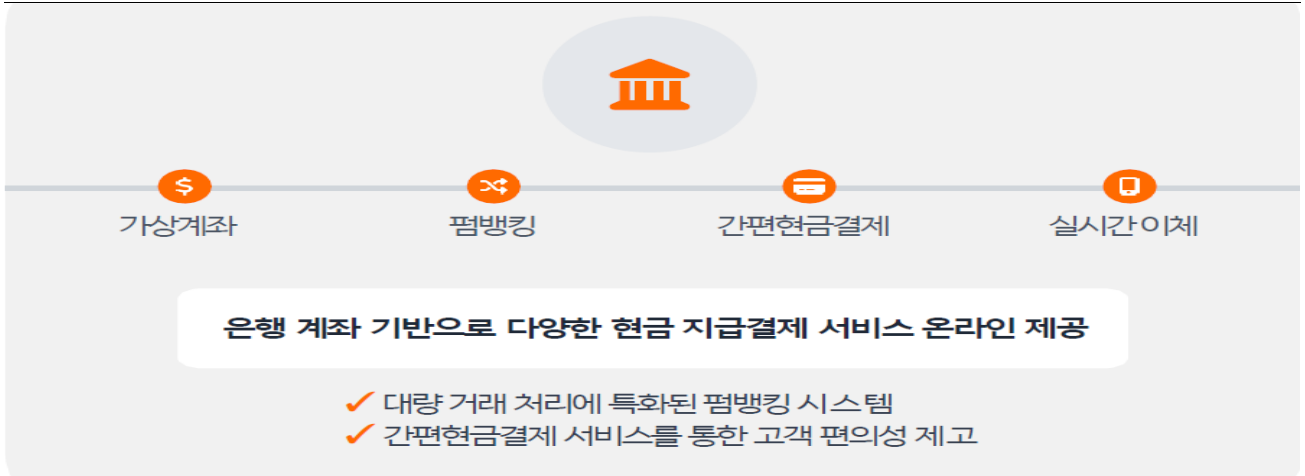 가상계좌
펌뱅킹
간편현금결제
실시간 이체
은행 계좌 기반으로 다양한 현금 지급결제 서비스 온라인 제공
대량 거래 처리에 특화된 펌뱅킹 시스템
간편현금결제 서비스를 통한 고객 편의성 제고